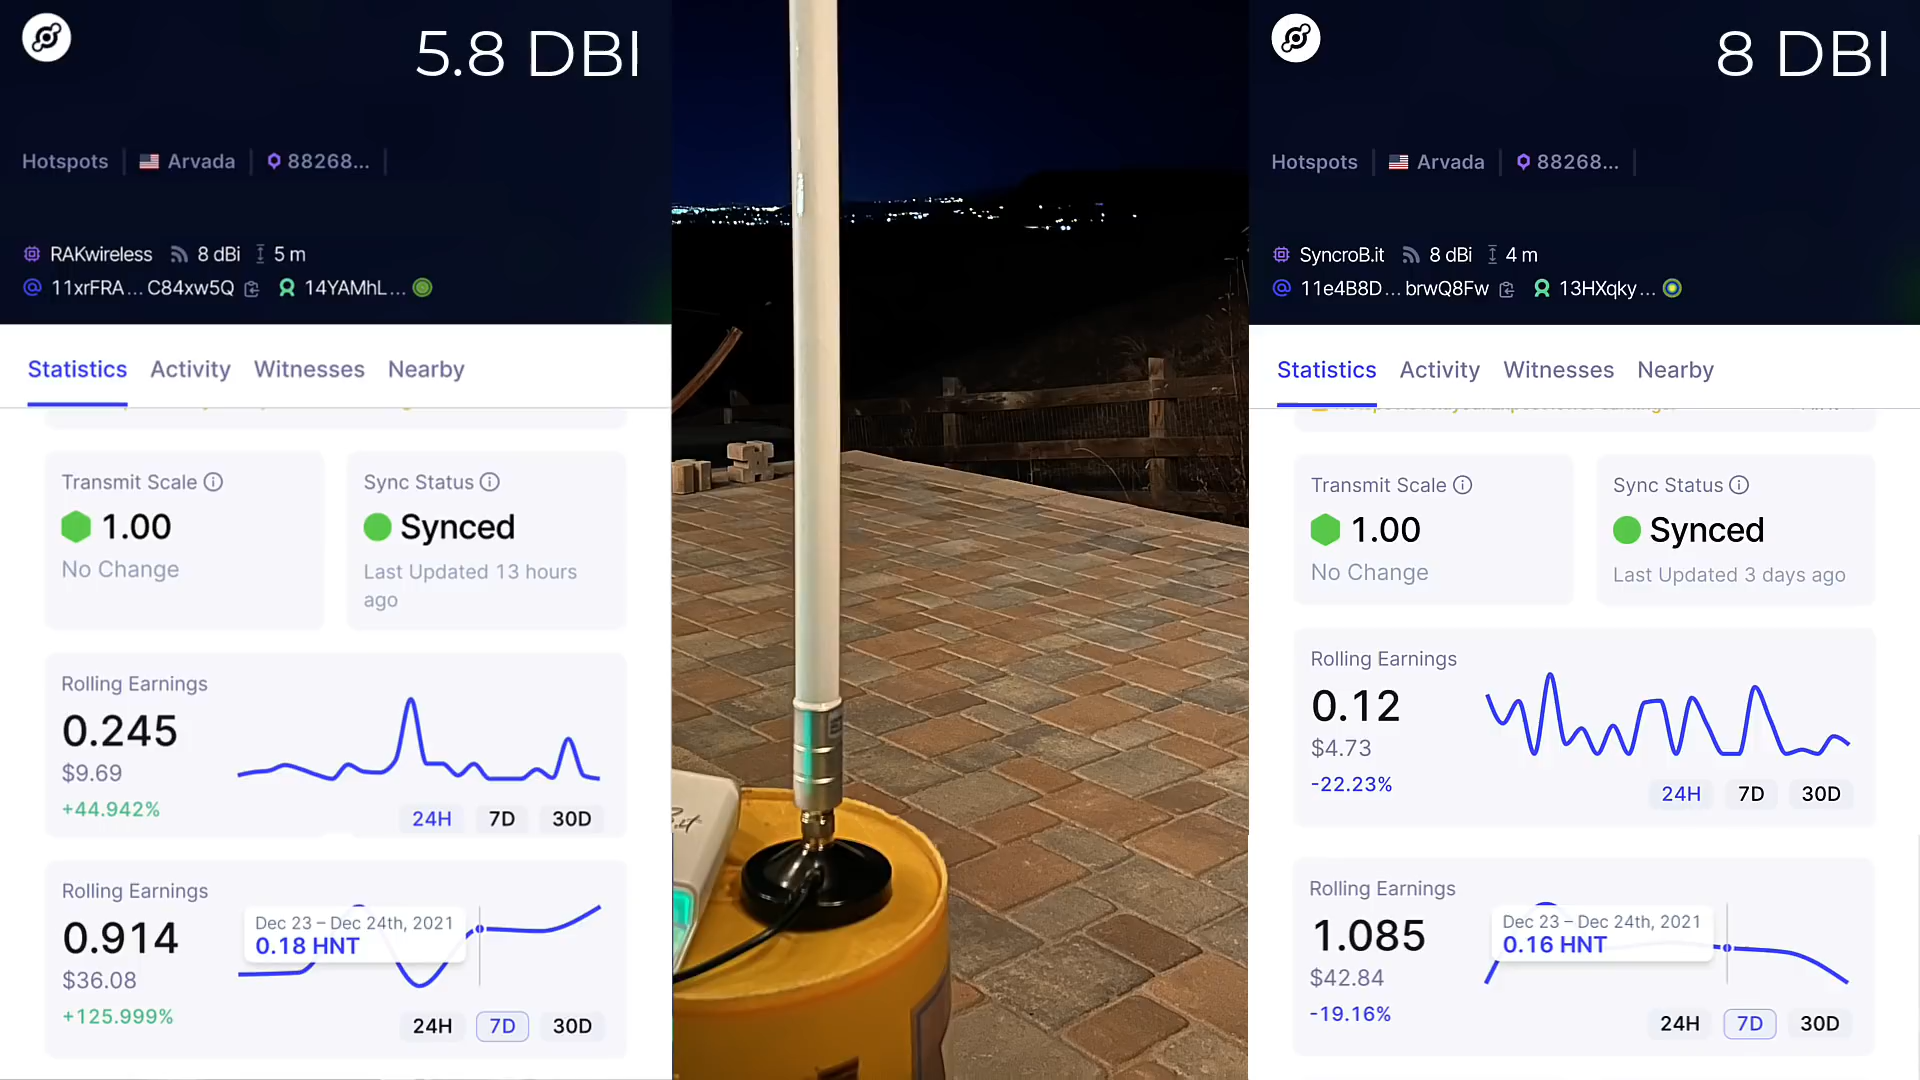 5.8 DBI
Hotspots
Arvada
88268...
RAKwireless 8 dBi 5 m
11xrFRA... C84xw5Q 14YAMhL...
Statistics Activity Witnesses Nearby
Transmit Scale
1.00
No Change
Sync Status
Synced
Last Updated 13 hours
ago
Rolling Earnings
0.245
$9.69
+44.942%
24H 7D 30D
Rolling Earnings
0.914
$36.08
+125.999%
Dec 23 – Dec 24th, 2021
0.18 HNT
24H 7D 30D
8 DBI
Hotspots
Arvada
88268...
SyncroB.it 8 dBi 4 m
11e4B8D... brwQ8Fw 13HXqky...
Statistics Activity Witnesses Nearby
Transmit Scale
1.00
No Change
Sync Status
Synced
Last Updated 3 days ago
Rolling Earnings
0.12
$4.73
-22.23%
24H 7D 30D
Rolling Earnings
1.085
$42.84
-19.16%
Dec 23 – Dec 24th, 2021
0.16 HNT
24H 7D 30D